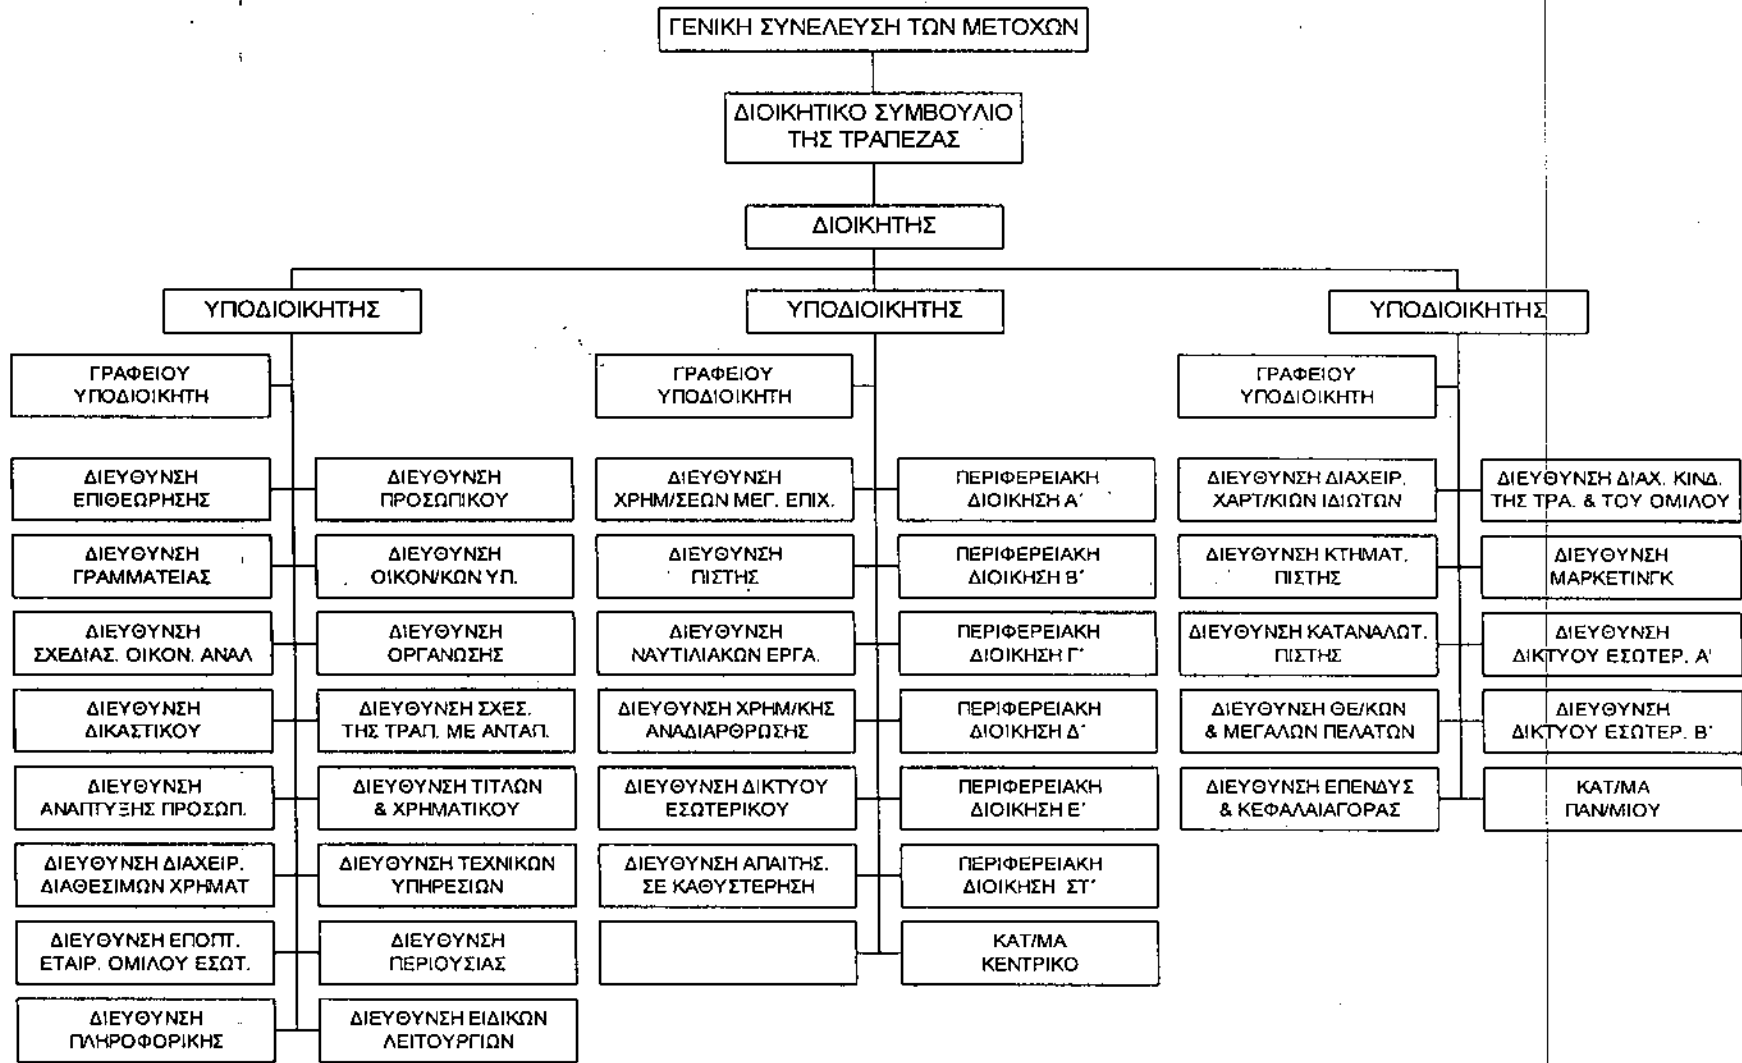 ΓΕΝΙΚΗ ΣΥΝΕΛΕΥΣΗ ΤΩΝ ΜΕΤΟΧΩΝ
ΔΙΟΙΚΗΤΙΚΟ ΣΥΜΒΟΥΛΙΟ
ΤΗΣ ΤΡΑΠΕΖΑΣ
ΔΙΟΙΚΗΤΗΣ
ΥΠΟΔΙΟΙΚΗΤΗΣ
ΓΡΑΦΕΙΟΥ
ΥΠΟΔΙΟΙΚΗΤΗ
ΔΙΕΥΘΥΝΣΗ
ΕΠΙΘΕΩΡΗΣΗΣ
ΔΙΕΥΘΥΝΣΗ
ΠΡΟΣΩΠΙΚΟΥ
ΔΙΕΥΘΥΝΣΗ
ΓΡΑΜΜΑΤΕΙΑΣ
ΔΙΕΥΘΥΝΣΗ
ΟΙΚΟΝ/ΚΩΝ ΥΠ.
ΔΙΕΥΘΥΝΣΗ
ΣΧΕΔΙΑΣ. ΟΙΚΟΝ. ΑΝΑΛ
ΔΙΕΥΘΥΝΣΗ
ΟΡΓΑΝΩΣΗΣ
ΔΙΕΥΘΥΝΣΗ
ΔΙΚΑΣΤΙΚΟΥ
ΔΙΕΥΘΥΝΣΗ ΣΧΕΣ.
ΤΗΣ ΤΡΑΠ. ΜΕ ΑΝΤΑΠ.
ΔΙΕΥΘΥΝΣΗ
ΑΝΑΠΤΥΞΗΣ ΠΡΟΣΩΠ.
ΔΙΕΥΘΥΝΣΗ ΤΙΤΛΩΝ
& ΧΡΗΜΑΤΙΚΟΥ
ΔΙΕΥΘΥΝΣΗ ΔΙΑΧΕΙΡ.
ΔΙΑΘΕΣΙΜΩΝ ΧΡΗΜΑΤ
ΔΙΕΥΘΥΝΣΗ ΤΕΧΝΙΚΩΝ
ΥΠΗΡΕΣΙΩΝ
ΔΙΕΥΘΥΝΣΗ ΕΠΟΠΤ.
ΕΤΑΙΡ. ΟΜΙΛΟΥ ΕΣΩΤ.
ΔΙΕΥΘΥΝΣΗ
ΠΕΡΙΟΥΣΙΑΣ
ΔΙΕΥΘΥΝΣΗ
ΠΛΗΡΟΦΟΡΙΚΗΣ
ΔΙΕΥΘΥΝΣΗ ΕΙΔΙΚΩΝ
ΛΕΙΤΟΥΡΓΙΩΝ
ΥΠΟΔΙΟΙΚΗΤΗΣ
ΓΡΑΦΕΙΟΥ
ΥΠΟΔΙΟΙΚΗΤΗ
ΔΙΕΥΘΥΝΣΗ
ΧΡΗΜ/ΣΕΩΝ ΜΕΓ. ΕΠΙΧ.
ΠΕΡΙΦΕΡΕΙΑΚΗ
ΔΙΟΙΚΗΣΗ Α΄
ΔΙΕΥΘΥΝΣΗ
ΠΙΣΤΗΣ
ΠΕΡΙΦΕΡΕΙΑΚΗ
ΔΙΟΙΚΗΣΗ Β΄
ΔΙΕΥΘΥΝΣΗ
ΝΑΥΤΙΛΙΑΚΩΝ ΕΡΓΑ.
ΠΕΡΙΦΕΡΕΙΑΚΗ
ΔΙΟΙΚΗΣΗ Γ΄
ΔΙΕΥΘΥΝΣΗ ΧΡΗΜ/ΚΗΣ
ΑΝΑΔΙΑΡΘΡΩΣΗΣ
ΠΕΡΙΦΕΡΕΙΑΚΗ
ΔΙΟΙΚΗΣΗ Δ΄
ΔΙΕΥΘΥΝΣΗ ΔΙΚΤΥΟΥ
ΕΣΩΤΕΡΙΚΟΥ
ΠΕΡΙΦΕΡΕΙΑΚΗ
ΔΙΟΙΚΗΣΗ Ε΄
ΔΙΕΥΘΥΝΣΗ ΑΠΑΙΤΗΣ.
ΣΕ ΚΑΘΥΣΤΕΡΗΣΗ
ΠΕΡΙΦΕΡΕΙΑΚΗ
ΔΙΟΙΚΗΣΗ ΣΤ΄
ΚΑΤ/ΜΑ
ΚΕΝΤΡΙΚΟ
ΥΠΟΔΙΟΙΚΗΤΗΣ
ΓΡΑΦΕΙΟΥ
ΥΠΟΔΙΟΙΚΗΤΗ
ΔΙΕΥΘΥΝΣΗ ΔΙΑΧΕΙΡ.
ΧΑΡΤ/ΚΙΩΝ ΙΔΙΩΤΩΝ
ΔΙΕΥΘΥΝΣΗ ΔΙΑΧ. ΚΙΝΔ.
ΤΗΣ ΤΡΑ. & ΤΟΥ ΟΜΙΛΟΥ
ΔΙΕΥΘΥΝΣΗ ΚΤΗΜΑΤ.
ΠΙΣΤΗΣ
ΔΙΕΥΘΥΝΣΗ
ΜΑΡΚΕΤΙΝΓΚ
ΔΙΕΥΘΥΝΣΗ ΚΑΤΑΝΑΛΩΤ.
ΠΙΣΤΗΣ
ΔΙΕΥΘΥΝΣΗ
ΔΙΚΤΥΟΥ ΕΣΩΤΕΡ. Α΄
ΔΙΕΥΘΥΝΣΗ ΘΕ/ΚΩΝ
& ΜΕΓΑΛΩΝ ΠΕΛΑΤΩΝ
ΔΙΕΥΘΥΝΣΗ
ΔΙΚΤΥΟΥ ΕΣΩΤΕΡ. Β΄
ΔΙΕΥΘΥΝΣΗ ΕΠΕΝΔΥΣ
& ΚΕΦΑΛΑΙΑΓΟΡΑΣ
ΚΑΤ/ΜΑ
ΠΑΝ/ΜΙΟΥ